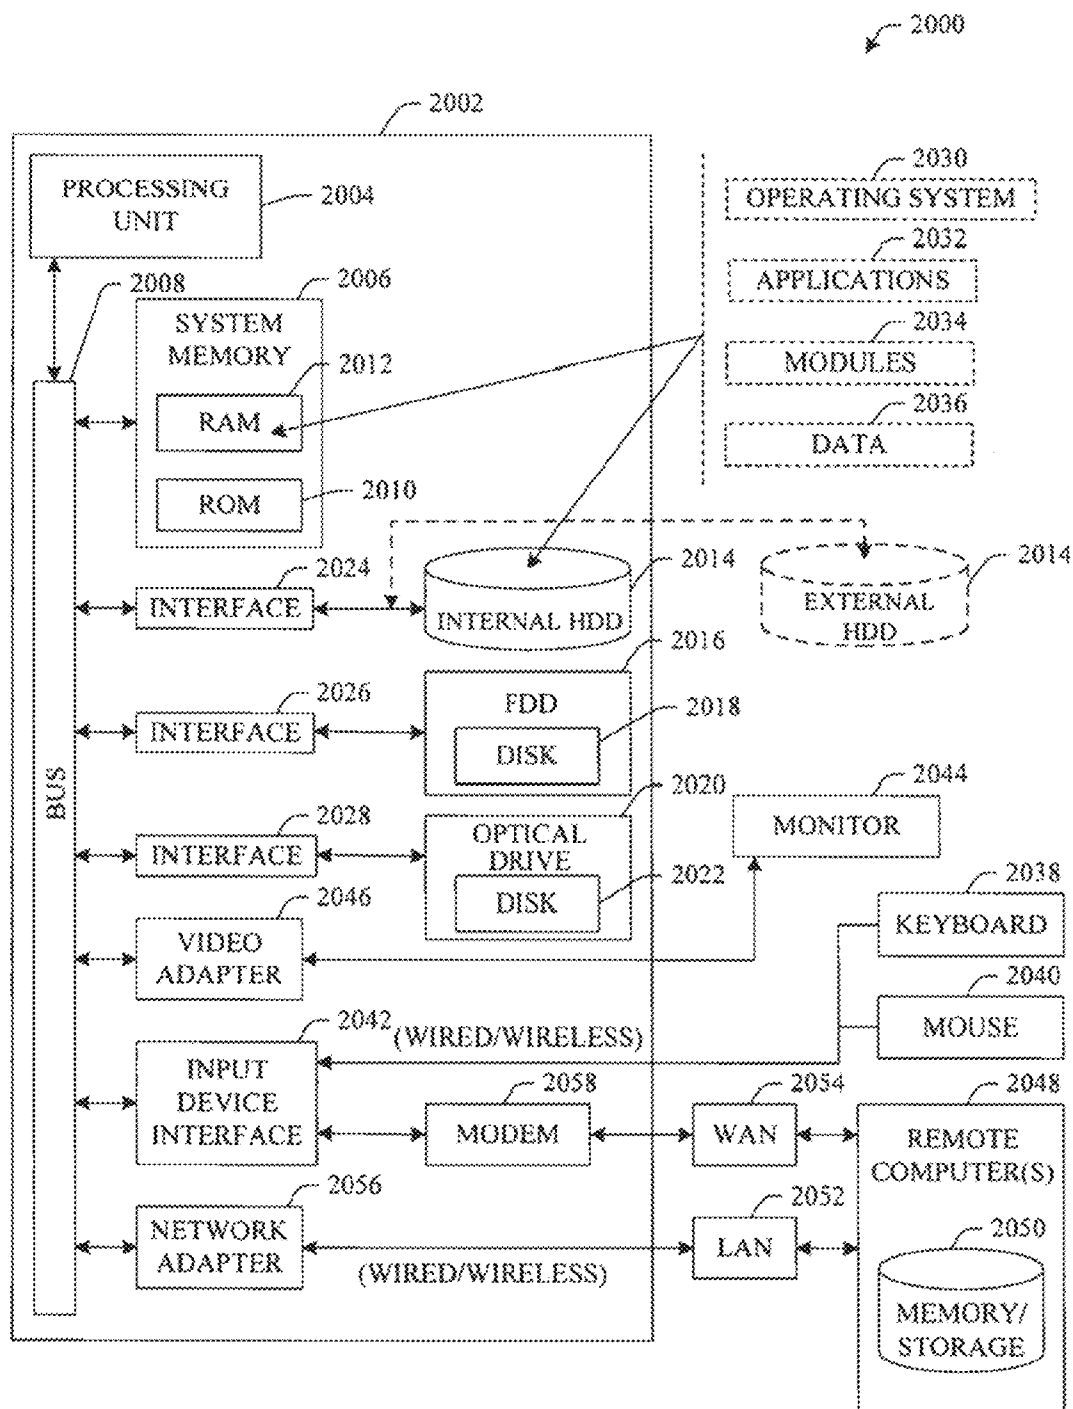 2000
2002
PROCESSING
UNIT
2004
2030
OPERATING SYSTEM
2032
APPLICATIONS
2034
MODULES
2036
DATA
2008
2006
SYSTEM
MEMORY
2012
RAM
2010
ROM
BUS
2024
INTERFACE
2014
INTERNAL HDD
2014
EXTERNAL
HDD
2026
INTERFACE
2016
FDD
2018
DISK
2028
INTERFACE
2020
OPTICAL
DRIVE
2022
DISK
2044
MONITOR
2046
VIDEO
ADAPTER
2038
KEYBOARD
2040
MOUSE
2042
(WIRED/WIRELESS)
INPUT
DEVICE
INTERFACE
2058
MODEM
2054
WAN
2048
REMOTE
COMPUTER(S)
2056
NETWORK
ADAPTER
(WIRED/WIRELESS)
2052
LAN
2050
MEMORY/
STORAGE